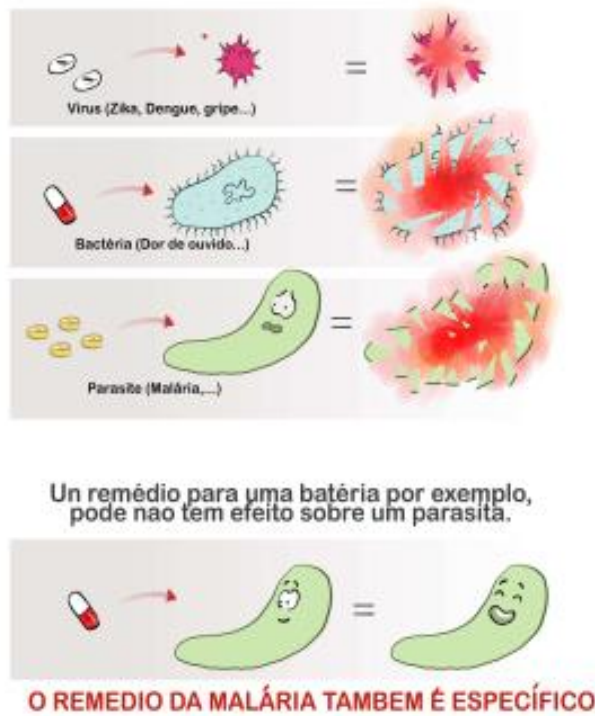 Vírus (Zika, Dengue, gripe...)
Bactéria (Dor de ouvido...)
Parasite (Malária,...)
Un remédio para uma batéria por exemplo,
pode nao tem efeito sobre um parasita.
O REMEDIO DA MALÁRIA TAMBEM É ESPECÍFICO